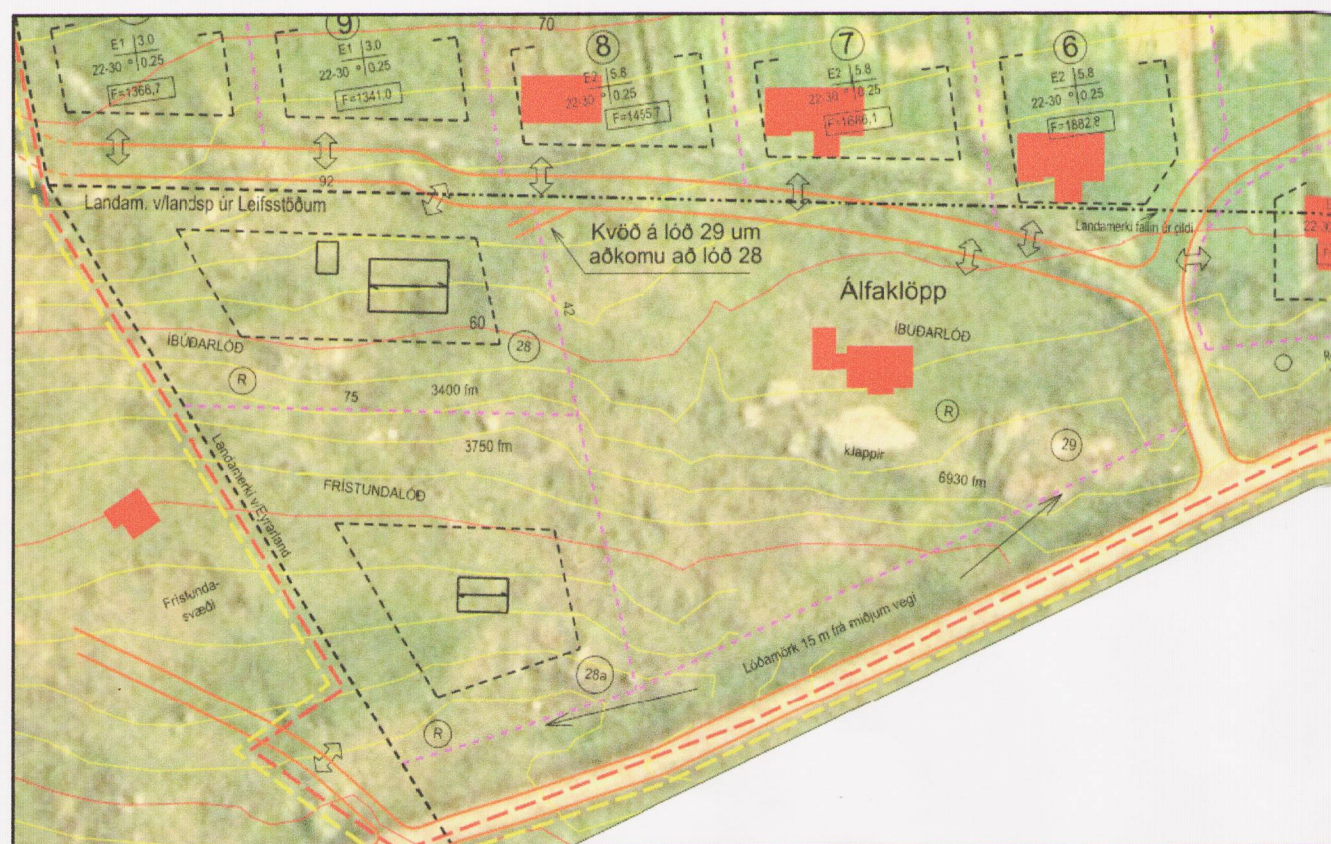 70
9
8
7
6
E1 3.0
22-30 ° 0.25
F=1366,7
E1 3.0
22-30 ° 0.25
F=1341,0
E2 5.8
22-30 ° 0.25
F=1455,7
E2 5.8
22-30 ° 0.25
F=1686,1
E2 5.8
22-30 ° 0.25
F=1882,8
92
Landam. v/landsp úr Leifsstöðum
Kvöð á lóð 29 um
aðkomu að lóð 28
Landamerki fallin úr gildi
Álfaklöpp
ÍBÚÐARLÓÐ
42
60
28
ÍBÚÐARLÓÐ
R
75
3400 fm
3750 fm
R
29
klappir
6930 fm
Landamerki v/Eyrarland
FRÍSTUNDALÓÐ
Frístunda-
svæði
Lóðamörk 15 m frá miðjum vegi
28a
R